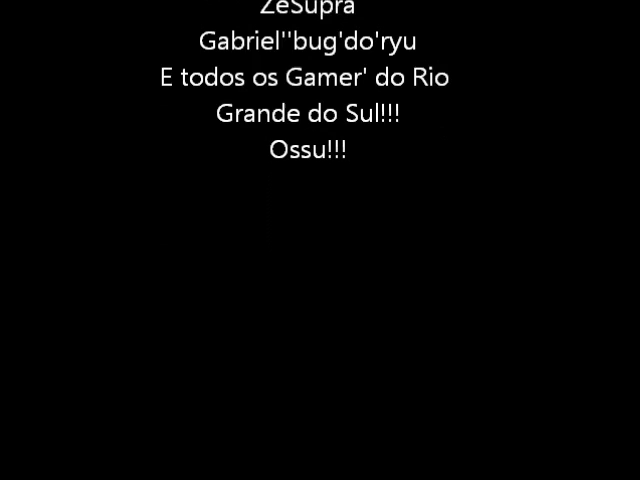 ZeSupra
Gabriel''bug'do'ryu
E todos os Gamer' do Rio
Grande do Sul!!!
Ossu!!!